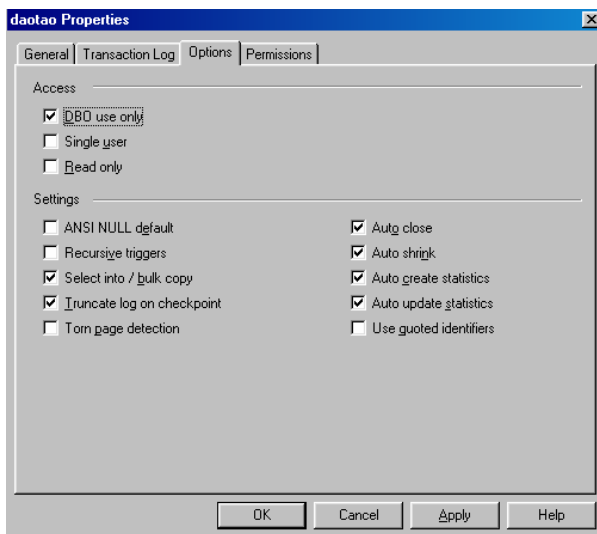 daotao Properties
General Transaction Log Options Permissions
Access
DBO use only
Single user
Read only
Settings
ANSI NULL default
Recursive triggers
Select into / bulk copy
Truncate log on checkpoint
Torn page detection
Auto close
Auto shrink
Auto create statistics
Auto update statistics
Use quoted identifiers
OK Cancel Apply Help